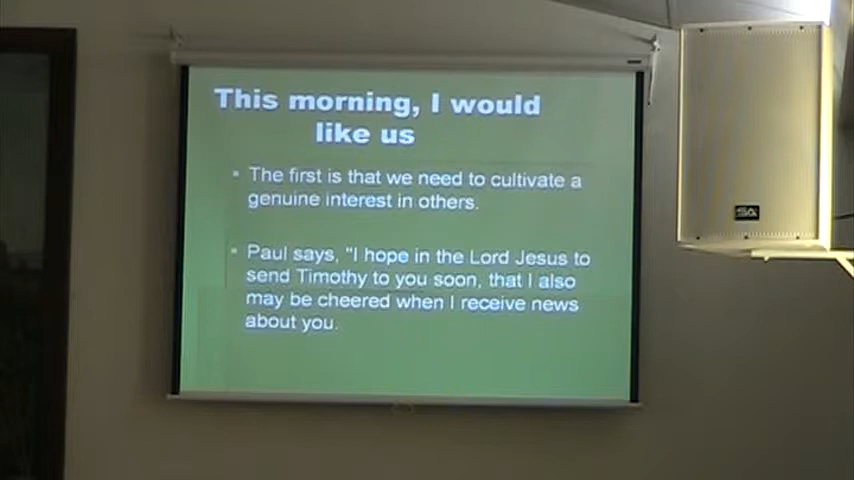 This morning, I would
like us
The first is that we need to cultivate a
genuine interest in others.
Paul says, "I hope in the Lord Jesus to
send Timothy to you soon, that I also
may be cheered when I receive news
about you.
SA